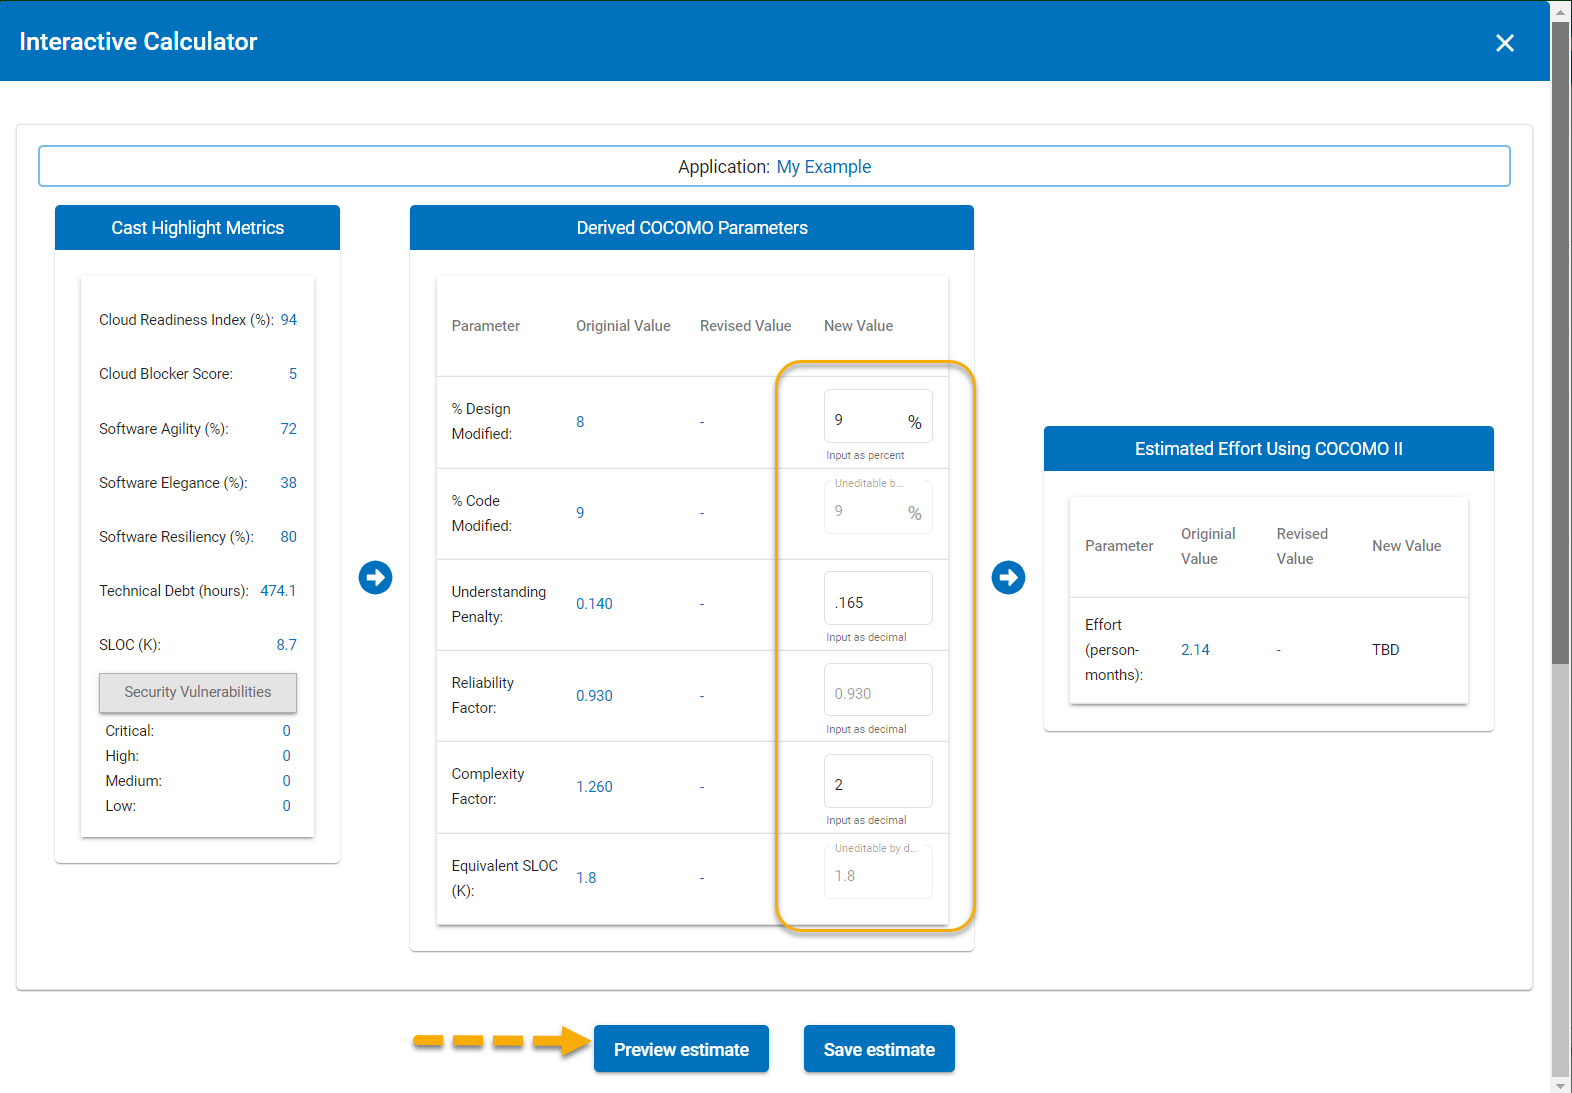 Interactive Calculator
Application: My Example
Cast Highlight Metrics
Cloud Readiness Index (%): 94
Cloud Blocker Score: 5
Software Agility (%): 72
Software Elegance (%): 38
Software Resiliency (%): 80
Technical Debt (hours): 474.1
SLOC (K): 8.7
Security Vulnerabilities
Critical: 0
High: 0
Medium: 0
Low: 0
Derived COCOMO Parameters
Parameter Originial Value Revised Value New Value
% Design
Modified:
8 - 9 %
Input as percent
% Code
Modified:
9 -
Uneditable b...
9 %
Understanding
Penalty:
0.140 - .165
Input as decimal
Reliability
Factor:
0.930 - 0.930
Input as decimal
Complexity
Factor:
1.260 - 2
Input as decimal
Equivalent SLOC
(K):
1.8 -
Uneditable by d...
1.8
Estimated Effort Using COCOMO II
Parameter
Originial
Value
Revised
Value
New Value
Effort
(person-
months):
2.14 - TBD
Preview estimate
Save estimate